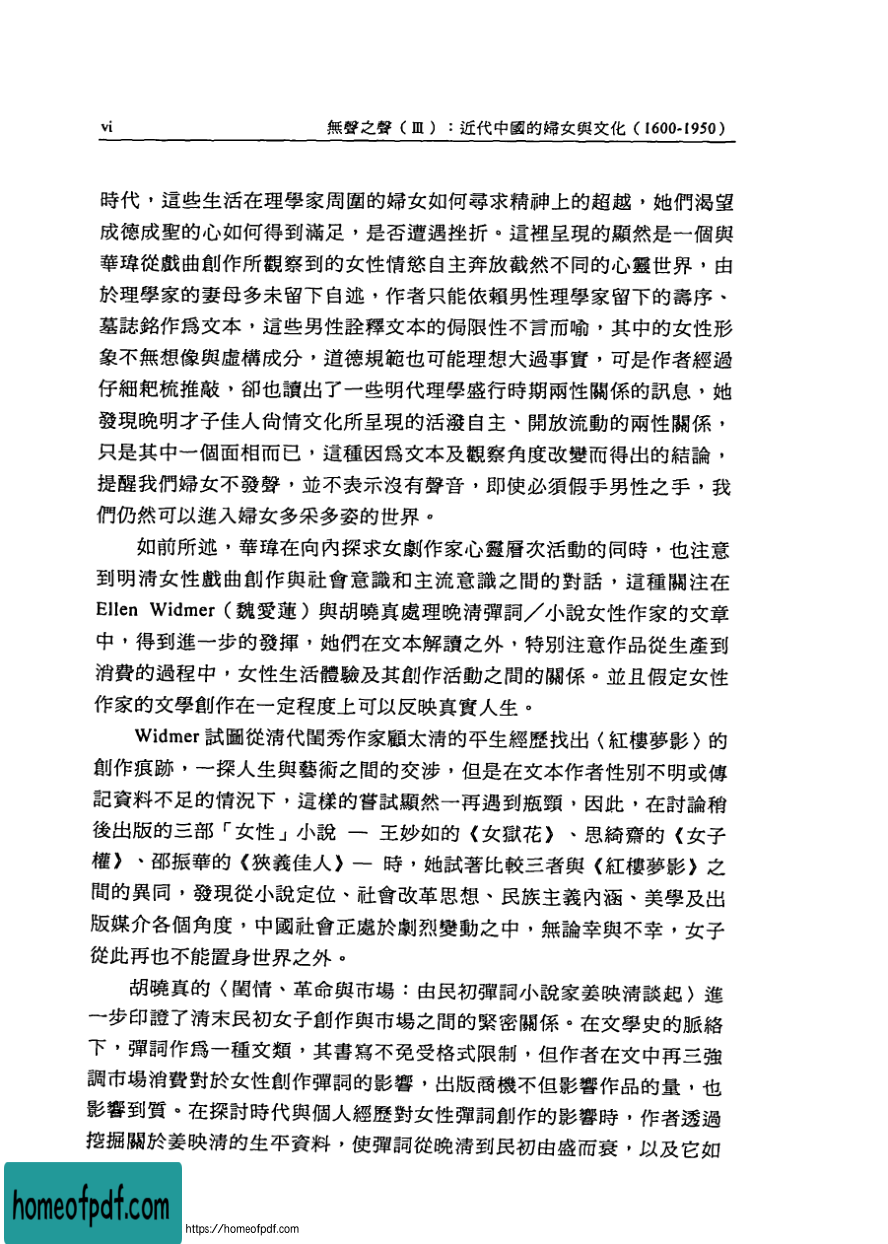 vi 無聲之聲（Ⅲ）：近代中國的婦女與文化（1600-1950）
時代，這些生活在理學家周圍的婦女如何尋求精神上的超越，她們渴望
成德成聖的心如何得到滿足，是否遭遇挫折。這裡呈現的顯然是一個與
華瑋從戲曲創作所觀察到的女性情慾自主奔放截然不同的心靈世界，由
於理學家的妻母多未留下自述，作者只能依賴男性理學家留下的壽序、
墓誌銘作爲文本，這些男性詮釋文本的侷限性不言而喻，其中的女性形
象不無想像與虛構成分，道德規範也可能理想大過事實，可是作者經過
仔細耙梳推敲，卻也讀出了一些明代理學盛行時期兩性關係的訊息，她
發現晚明才子佳人尙情文化所呈現的活潑自主、開放流動的兩性關係，
只是其中一個面相而已，這種因爲文本及觀察角度改變而得出的結論，
提醒我們婦女不發聲，並不表示沒有聲音，即使必須假手男性之手，我
們仍然可以進入婦女多采多姿的世界。
如前所述，華瑋在向內探求女劇作家心靈層次活動的同時，也注意
到明清女性戲曲創作與社會意識和主流意識之間的對話，這種關注在
Ellen Widmer（魏愛蓮）與胡曉真處理晚清彈詞／小說女性作家的文章
中，得到進一步的發揮，她們在文本解讀之外，特別注意作品從生產到
消費的過程中，女性生活體驗及其創作活動之間的關係。並且假定女性
作家的文學創作在一定程度上可以反映真實人生。
Widmer 試圖從清代閨秀作家顧太清的平生經歷找出〈紅樓夢影〉的
創作痕跡，一探人生與藝術之間的交涉，但是在文本作者性別不明或傳
記資料不足的情況下，這樣的嘗試顯然一再遇到瓶頸，因此，在討論稍
後出版的三部「女性」小說 — 王妙如的《女獄花》、思綺齋的《女子
權》、邵振華的《狹義佳人》— 時，她試著比較三者與《紅樓夢影》之
間的異同，發現從小說定位、社會改革思想、民族主義內涵、美學及出
版媒介各個角度，中國社會正處於劇烈變動之中，無論幸與不幸，女子
從此再也不能置身世界之外。
胡曉真的〈閨情、革命與市場：由民初彈詞小說家姜映清談起〉進
一步印證了清末民初女子創作與市場之間的緊密關係。在文學史的脈絡
下，彈詞作爲一種文類，其書寫不免受格式限制，但作者在文中再三強
調市場消費對於女性創作彈詞的影響，出版商機不但影響作品的量，也
影響到質。在探討時代與個人經歷對女性彈詞創作的影響時，作者透過
挖掘關於姜映清的生平資料，使彈詞從晚清到民初由盛而衰，以及它如
homeofpdf.com
https://homeofpdf.com